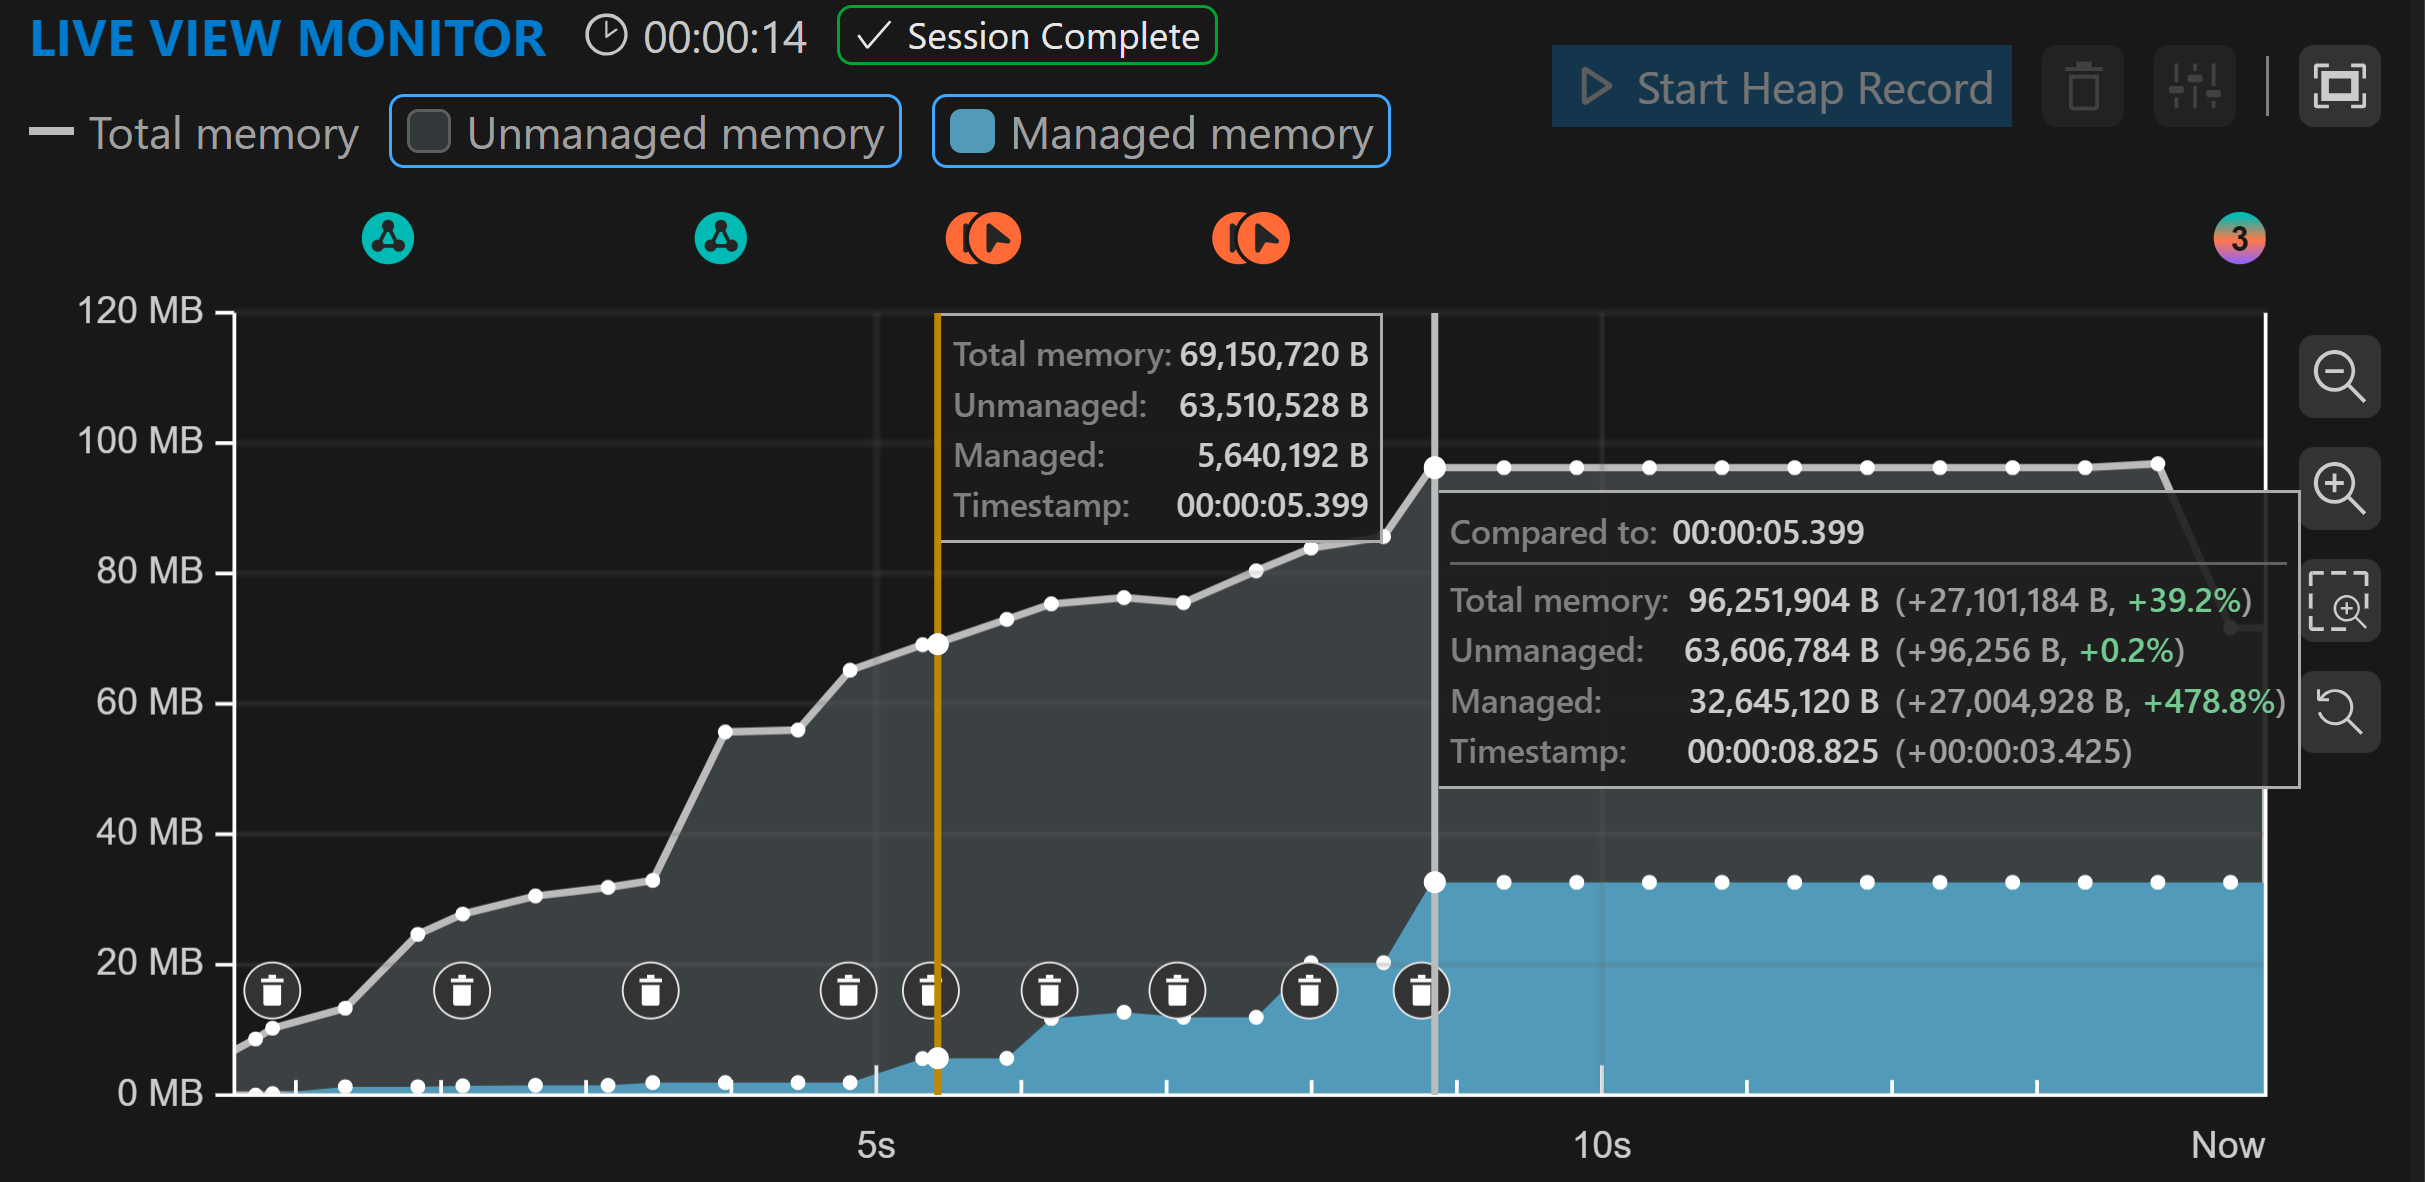 LIVE VIEW MONITOR 00:00:14 Session Complete
Start Heap Record
Total memory Unmanaged memory Managed memory
3
120 MB
100 MB
80 MB
60 MB
40 MB
20 MB
0 MB
Total memory: 69,150,720 B
Unmanaged: 63,510,528 B
Managed: 5,640,192 B
Timestamp: 00:00:05.399
Compared to: 00:00:05.399
Total memory: 96,251,904 B (+27,101,184 B, +39.2%)
Unmanaged: 63,606,784 B (+96,256 B, +0.2%)
Managed: 32,645,120 B (+27,004,928 B, +478.8%)
Timestamp: 00:00:08.825 (+00:00:03.425)
5s 10s Now